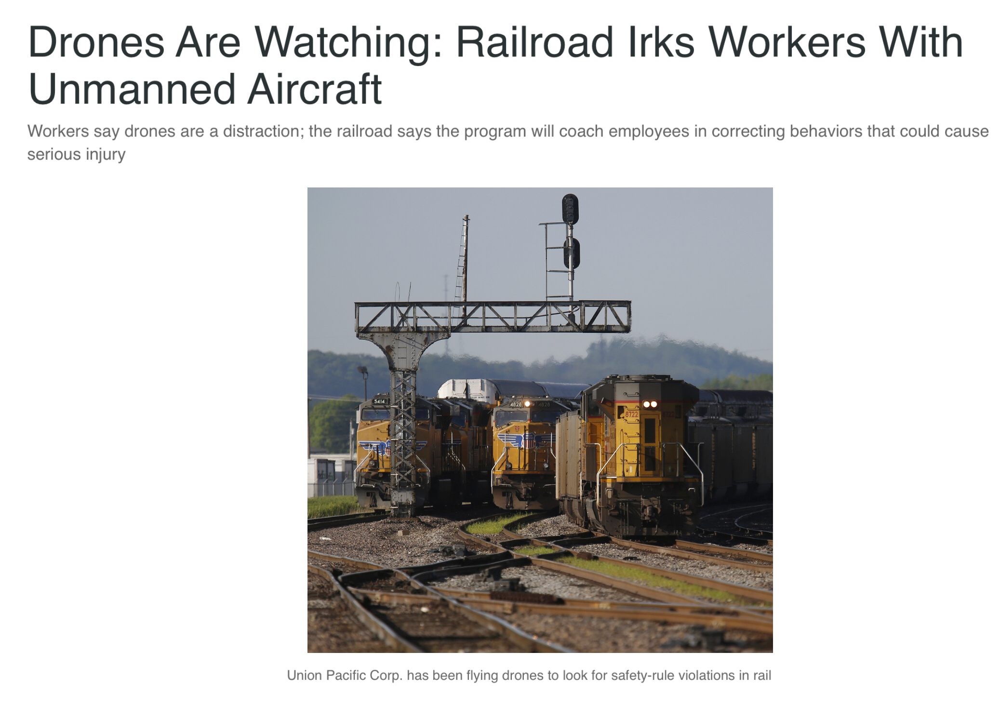 Drones Are Watching: Railroad Irks Workers With
Unmanned Aircraft
Workers say drones are a distraction; the railroad says the program will coach employees in correcting behaviors that could cause
serious injury
5414
4828
4828
8722
8722
Union Pacific Corp. has been flying drones to look for safety-rule violations in rail